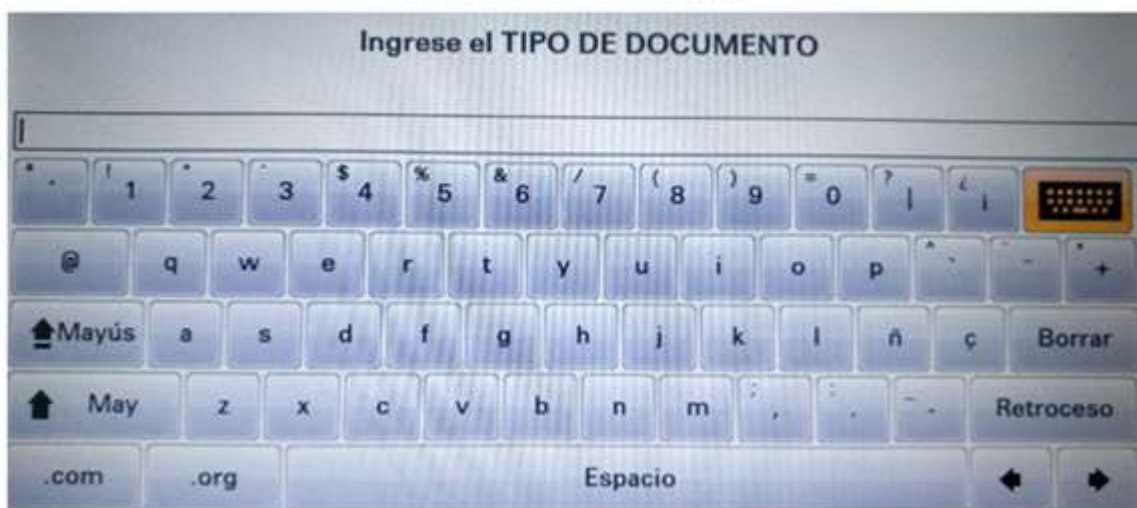 Ingrese el TIPO DE DOCUMENTO
! 1 " 2 3 $ 4 % 5 & 6 / 7 ( 8 ) 9 = 0 ? | ¿ ¡
@ q w e r t y u i o p ^ ` +
Mayús a s d f g h j k l ñ ç Borrar
May z x c v b n m ; , : . - Retroceso
.com .org Espacio